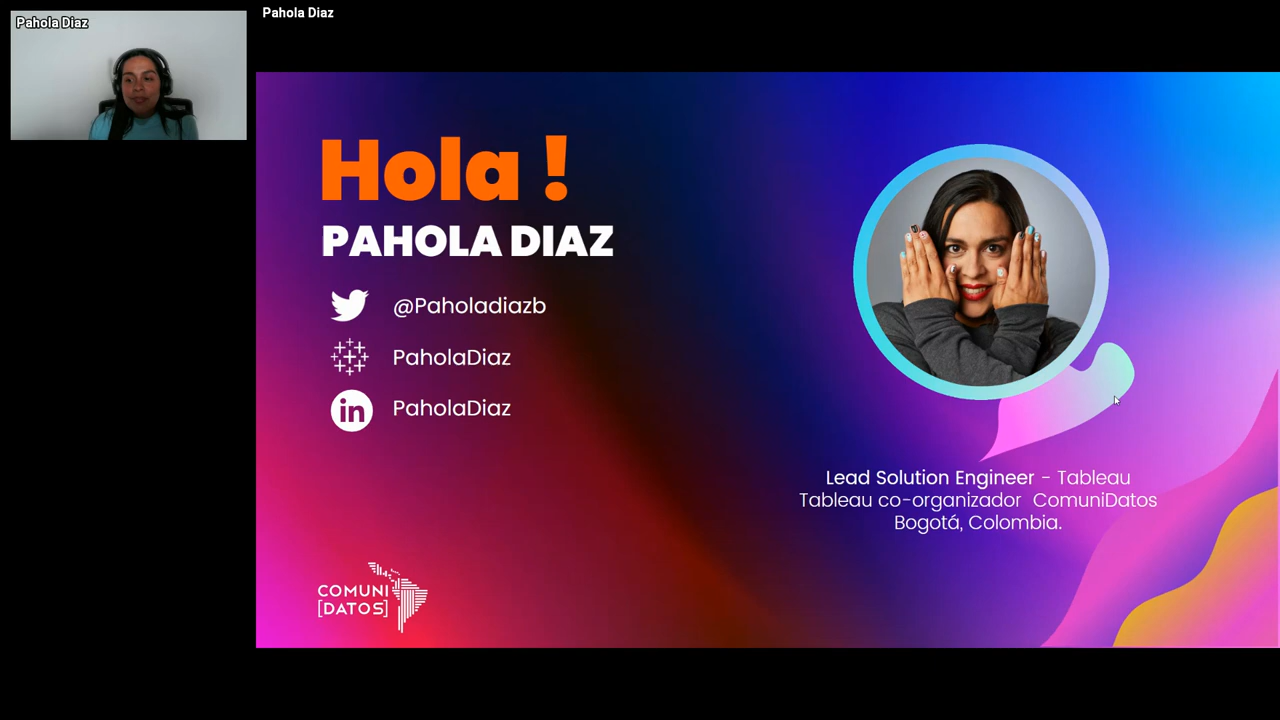 Pahola Diaz
Pahola Diaz
Hola !
PAHOLA DIAZ
@Paholadiazb
PaholaDiaz
in PaholaDiaz
Lead Solution Engineer - Tableau
Tableau co-organizador ComuniDatos
Bogotá, Colombia.
COMUNI
[DATOS]